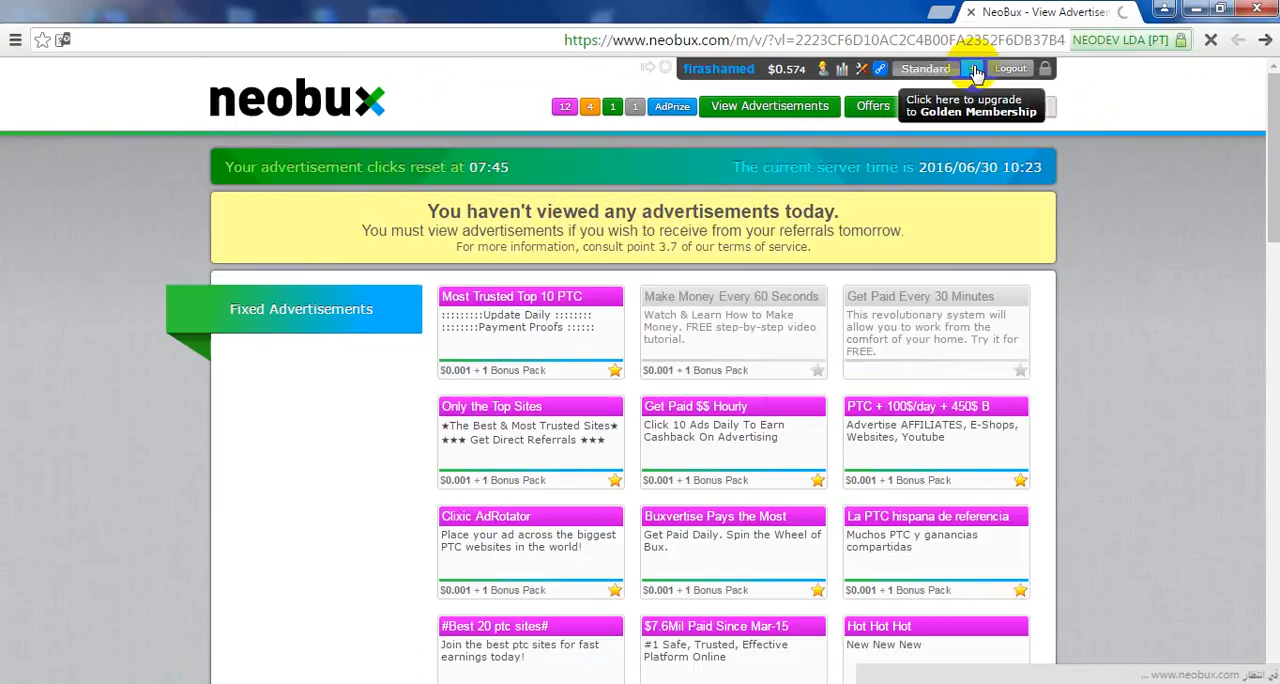 NeoBux - View Advertisen
https://www.neobux.com/m/v/?vl=2223CF6D10AC2C4B00FA2352F6DB37B4 NEODEV LDA [PT]
firashamed $0.574 Standard Logout
neobux
12 4 1 1 AdPrize View Advertisements Offers
Click here to upgrade
to Golden Membership
Your advertisement clicks reset at 07:45 The current server time is 2016/06/30 10:23
You haven't viewed any advertisements today.
You must view advertisements if you wish to receive from your referrals tomorrow.
For more information, consult point 3.7 of our terms of service.
Fixed Advertisements
Most Trusted Top 10 PTC
:::::::::Update Daily ::::::::
::::::::Payment Proofs ::::::
$0.001 + 1 Bonus Pack
Make Money Every 60 Seconds
Watch & Learn How to Make
Money. FREE step-by-step video
tutorial.
$0.001 + 1 Bonus Pack
Get Paid Every 30 Minutes
This revolutionary system will
allow you to work from the
comfort of your home. Try it for
FREE.
Only the Top Sites
★The Best & Most Trusted Sites★
★★★ Get Direct Referrals ★★★
$0.001 + 1 Bonus Pack
Get Paid $$ Hourly
Click 10 Ads Daily To Earn
Cashback On Advertising
$0.001 + 1 Bonus Pack
PTC + 100$/day + 450$ B
Advertise AFFILIATES, E-Shops,
Websites, Youtube
$0.001 + 1 Bonus Pack
Clixic AdRotator
Place your ad across the biggest
PTC websites in the world!
$0.001 + 1 Bonus Pack
Buxvertise Pays the Most
Get Paid Daily. Spin the Wheel of
Bux.
$0.001 + 1 Bonus Pack
La PTC hispana de referencia
Muchos PTC y ganancias
compartidas
$0.001 + 1 Bonus Pack
#Best 20 ptc sites#
Join the best ptc sites for fast
earnings today!
$7.6Mil Paid Since Mar-15
#1 Safe, Trusted, Effective
Platform Online
Hot Hot Hot
New New New
... www.neobux.com في انتظار